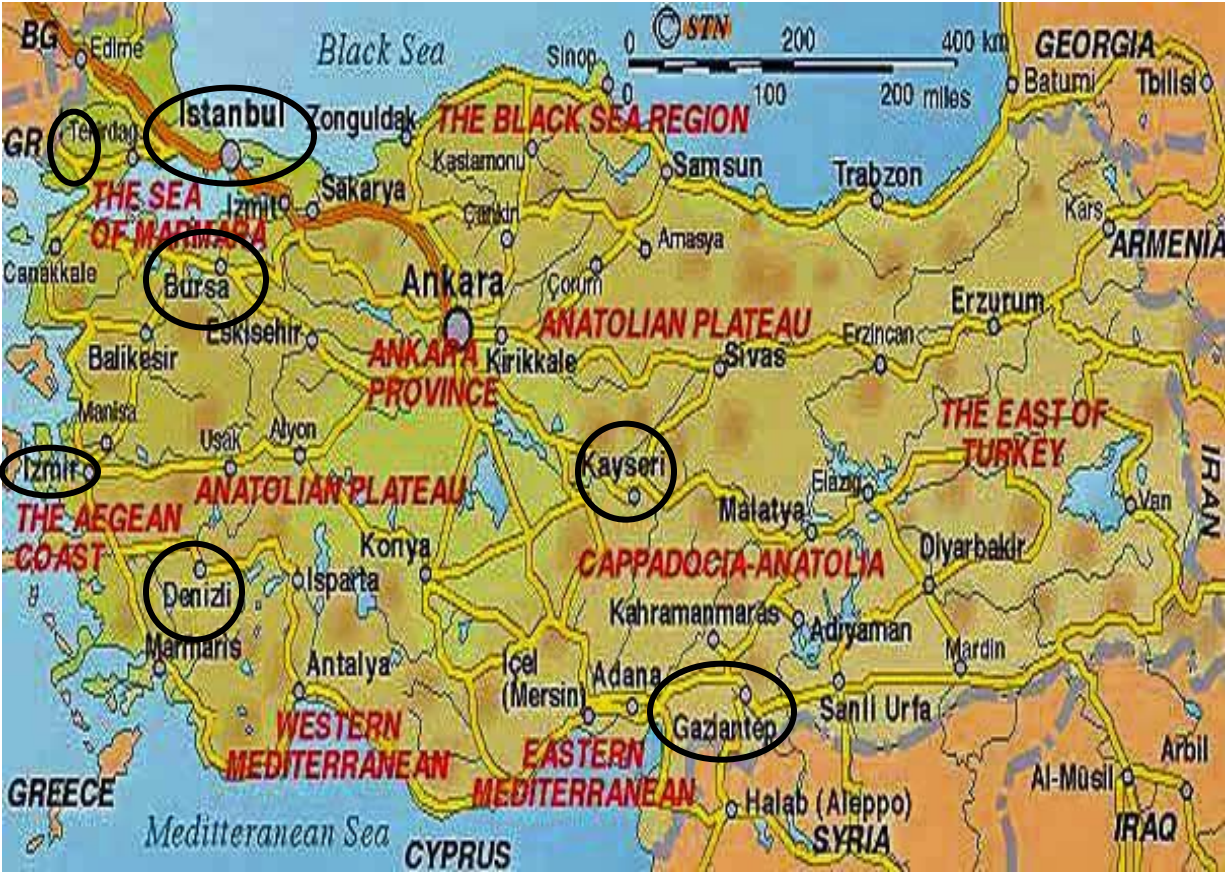 BG
Edirne
Black Sea
Sinop
© STN
0 200 400 km
0 100 200 miles
GEORGIA
Batumi
Tbilisi
GR
Tekirdag
Istanbul
Zonguldak
THE BLACK SEA REGION
Kastamonu
Samsun
Trabzon
THE SEA
OF MARMARA
Izmit
Sakarya
Çankiri
Amasya
Kars
ARMENIA
Canakkale
Bursa
Ankara
Çorum
Erzurum
Balikesir
Eskisehir
ANKARA
PROVINCE
Kirikkale
ANATOLIAN PLATEAU
Sivas
Erzincan
Manisa
Usak
Afyon
THE EAST OF
TURKEY
Izmir
ANATOLIAN PLATEAU
Kayseri
Elazig
Malatya
Van
IRAN
THE AEGEAN
COAST
Konya
CAPPADOCIA-ANATOLIA
Diyarbakir
Denizli
Isparta
Kahramanmaras
Adiyaman
Marmaris
Antalya
Içel
(Mersin)
Adana
Mardin
Gaziantep
Sanli Urfa
WESTERN
MEDITERRANEAN
EASTERN
MEDITERRANEAN
Arbil
Al-Mûsil
GREECE
Halab (Aleppo)
Meditteranean Sea
CYPRUS
SYRIA
IRAQ